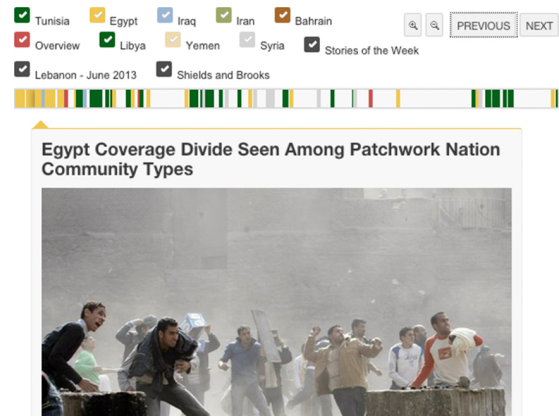 Tunisia Egypt Iraq Iran Bahrain
Overview Libya Yemen Syria Stories of the Week
Lebanon - June 2013 Shields and Brooks
PREVIOUS NEXT
Egypt Coverage Divide Seen Among Patchwork Nation
Community Types